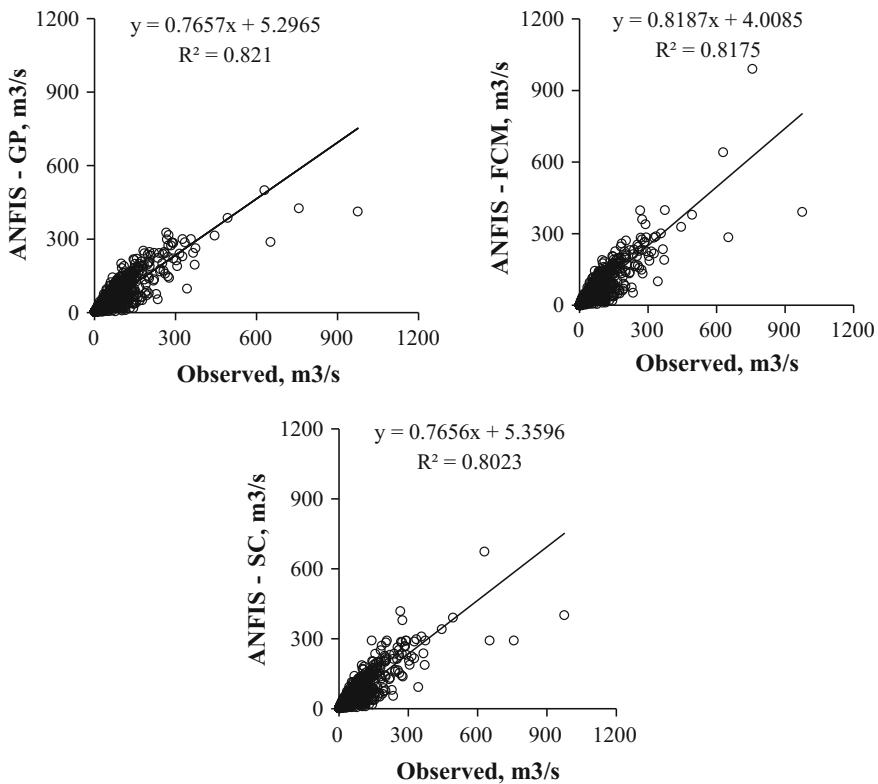 y = 0.7657x + 5.2965
R² = 0.821
1200
900
600
300
0
ANFIS - GP, m3/s
0 300 600 900 1200
Observed, m3/s
y = 0.8187x + 4.0085
R² = 0.8175
1200
900
600
300
0
ANFIS - FCM, m3/s
0 300 600 900 1200
Observed, m3/s
y = 0.7656x + 5.3596
R² = 0.8023
1200
900
600
300
0
ANFIS - SC, m3/s
0 300 600 900 1200
Observed, m3/s